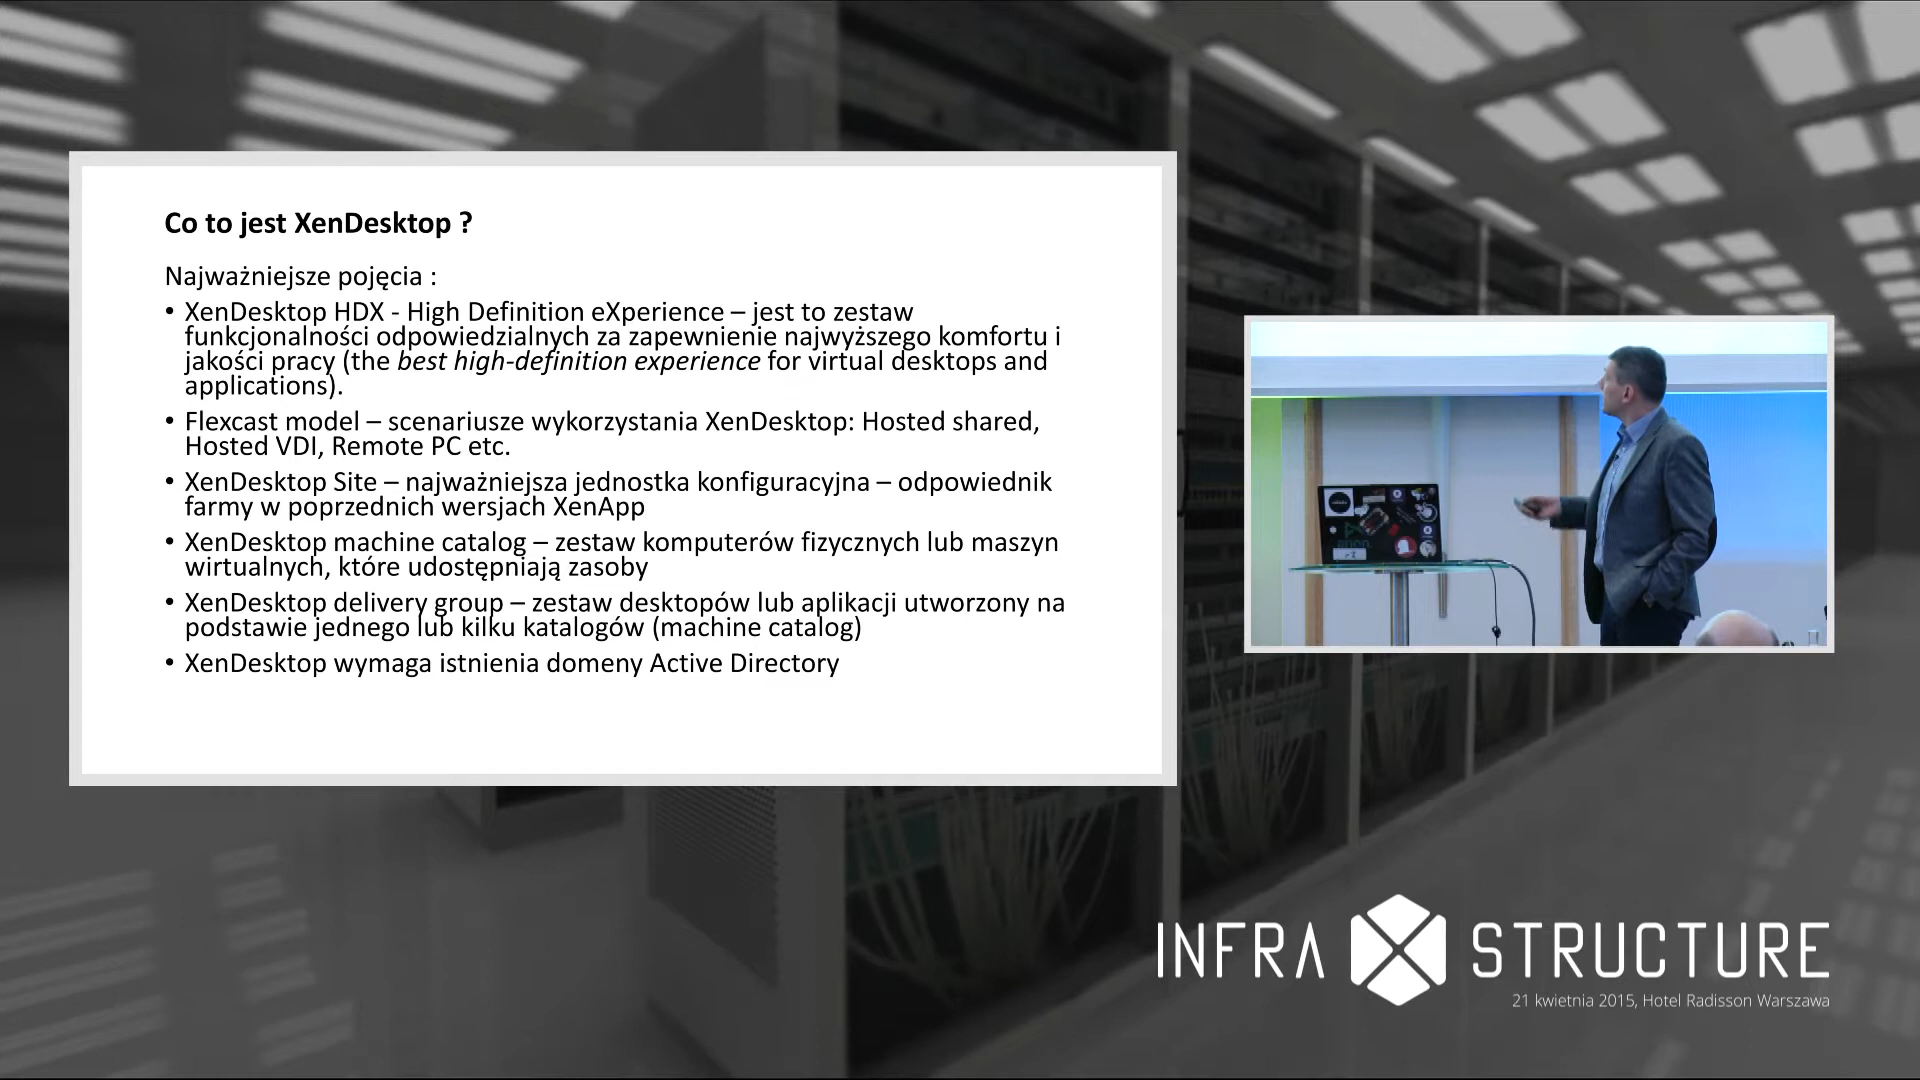 Co to jest XenDesktop ?
Najważniejsze pojęcia :
• XenDesktop HDX - High Definition eXperience – jest to zestaw
funkcjonalności odpowiedzialnych za zapewnienie najwyższego komfortu i
jakości pracy (the best high-definition experience for virtual desktops and
applications).
• Flexcast model – scenariusze wykorzystania XenDesktop: Hosted shared,
Hosted VDI, Remote PC etc.
• XenDesktop Site – najważniejsza jednostka konfiguracyjna – odpowiednik
farmy w poprzednich wersjach XenApp
• XenDesktop machine catalog – zestaw komputerów fizycznych lub maszyn
wirtualnych, które udostępniają zasoby
• XenDesktop delivery group – zestaw desktopów lub aplikacji utworzony na
podstawie jednego lub kilku katalogów (machine catalog)
• XenDesktop wymaga istnienia domeny Active Directory
INFRA STRUCTURE
21 kwietnia 2015, Hotel Radisson Warszawa